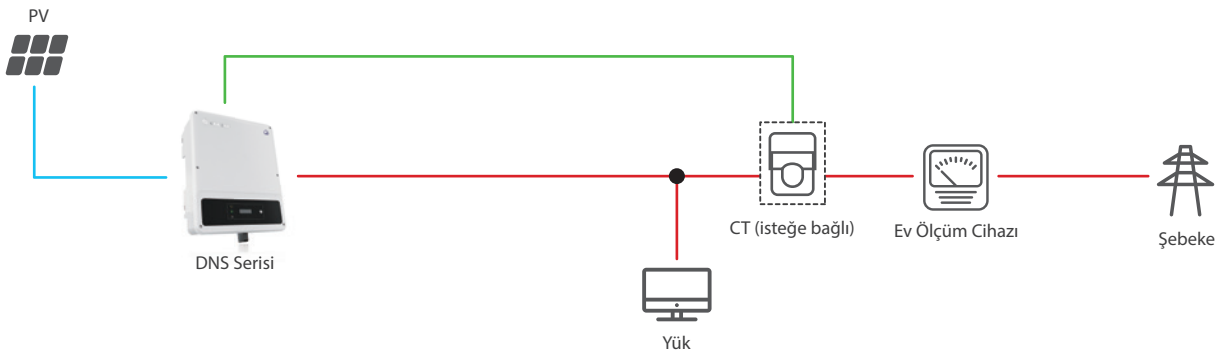 PV
DNS Serisi
CT (isteğe bağlı)
Ev Ölçüm Cihazı
Şebeke
Yük